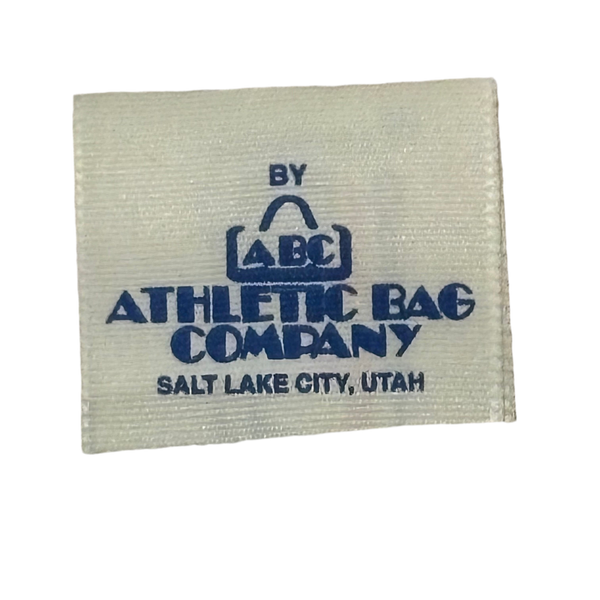 BY
ABC
ATHLETIC BAG
COMPANY
SALT LAKE CITY, UTAH